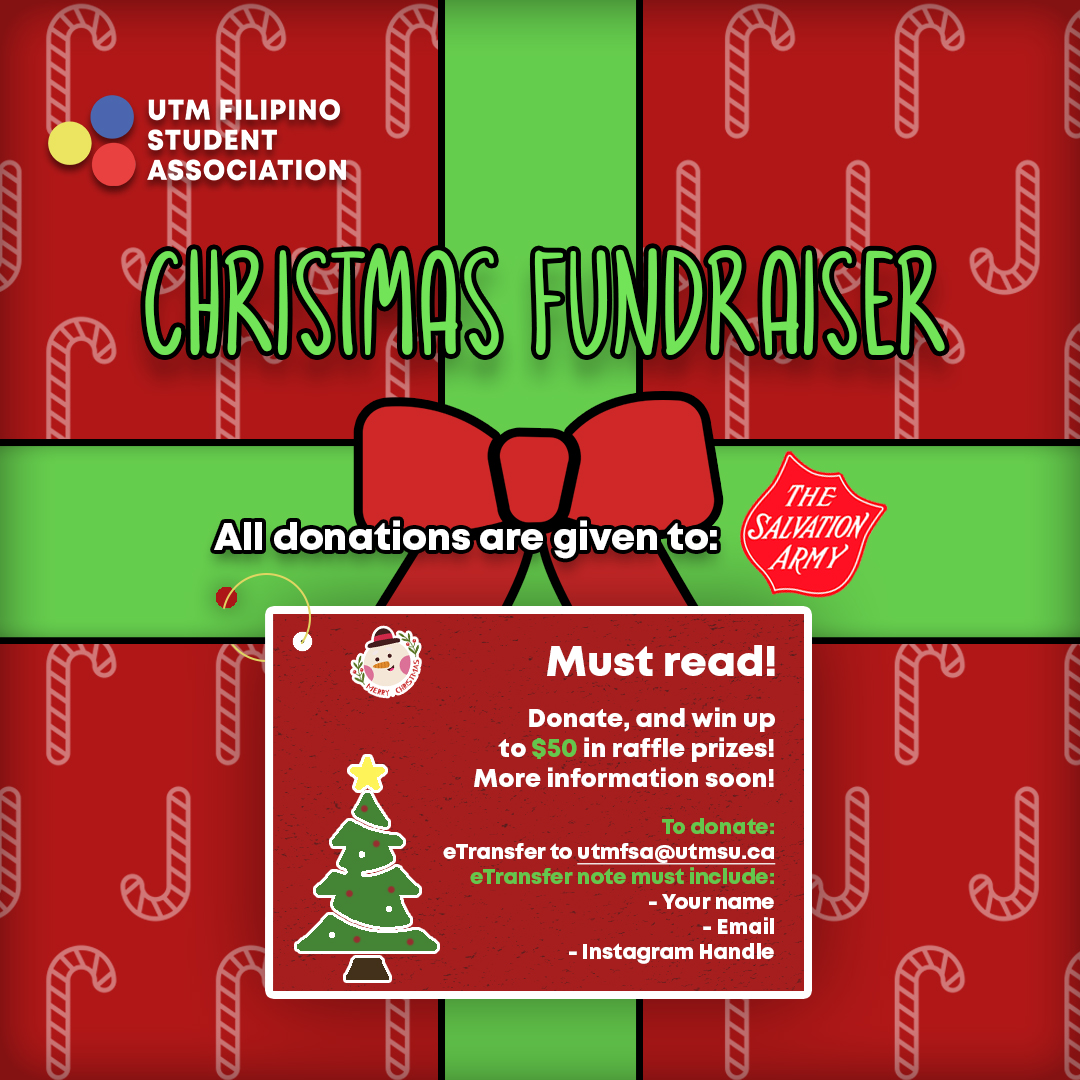 UTM FILIPINO
STUDENT
ASSOCIATION
CHRISTMAS FUNDRAISER
All donations are given to:
THE
SALVATION
ARMY
MERRY CHRISTMAS
Must read!
Donate, and win up
to $50 in raffle prizes!
More information soon!
To donate:
eTransfer to utmfsa@utmsu.ca
eTransfer note must include:
- Your name
- Email
- Instagram Handle